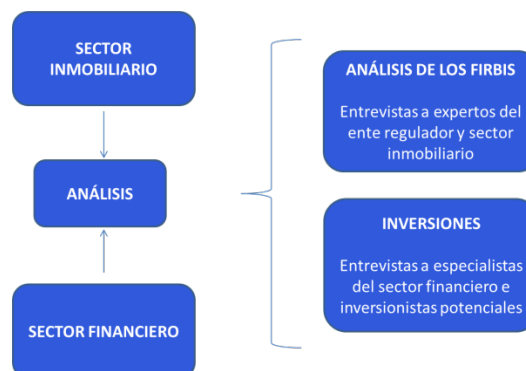 SECTOR
INMOBILIARIO
ANÁLISIS
SECTOR FINANCIERO
ANÁLISIS DE LOS FIRBIS
Entrevistas a expertos del
ente regulador y sector
inmobiliario
INVERSIONES
Entrevistas a especialistas
del sector financiero e
inversionistas potenciales